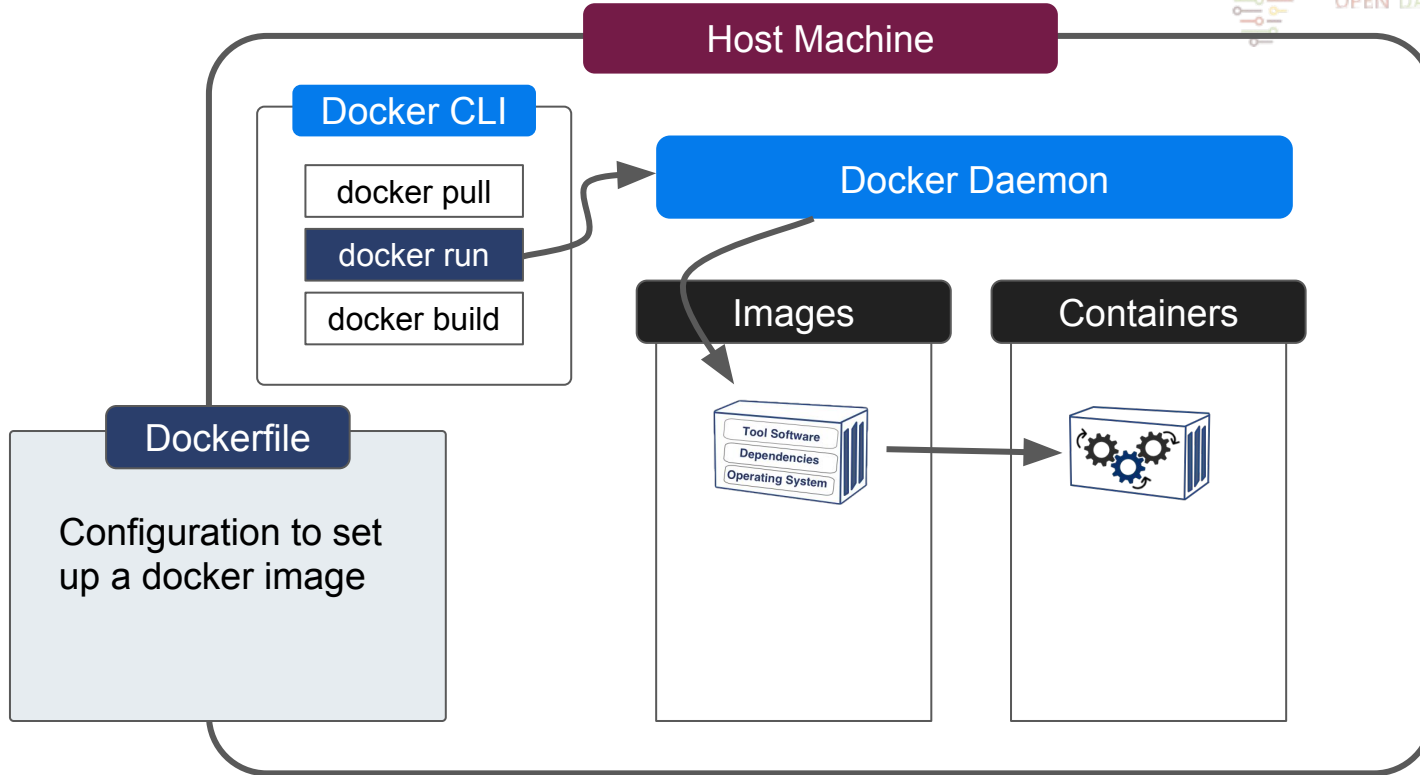 OPEN
Host Machine
Docker CLI
docker pull
docker run
docker build
Docker Daemon
Images
Containers
Tool Software
Dependencies
Operating System
Dockerfile
Configuration to set
up a docker image